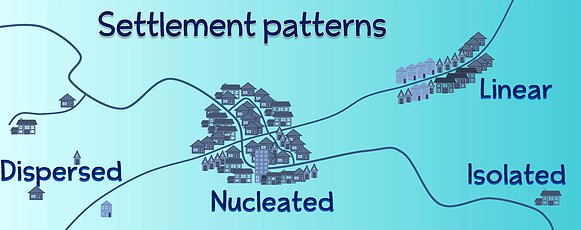 Settlement patterns
Linear
Dispersed
Isolated
Nucleated